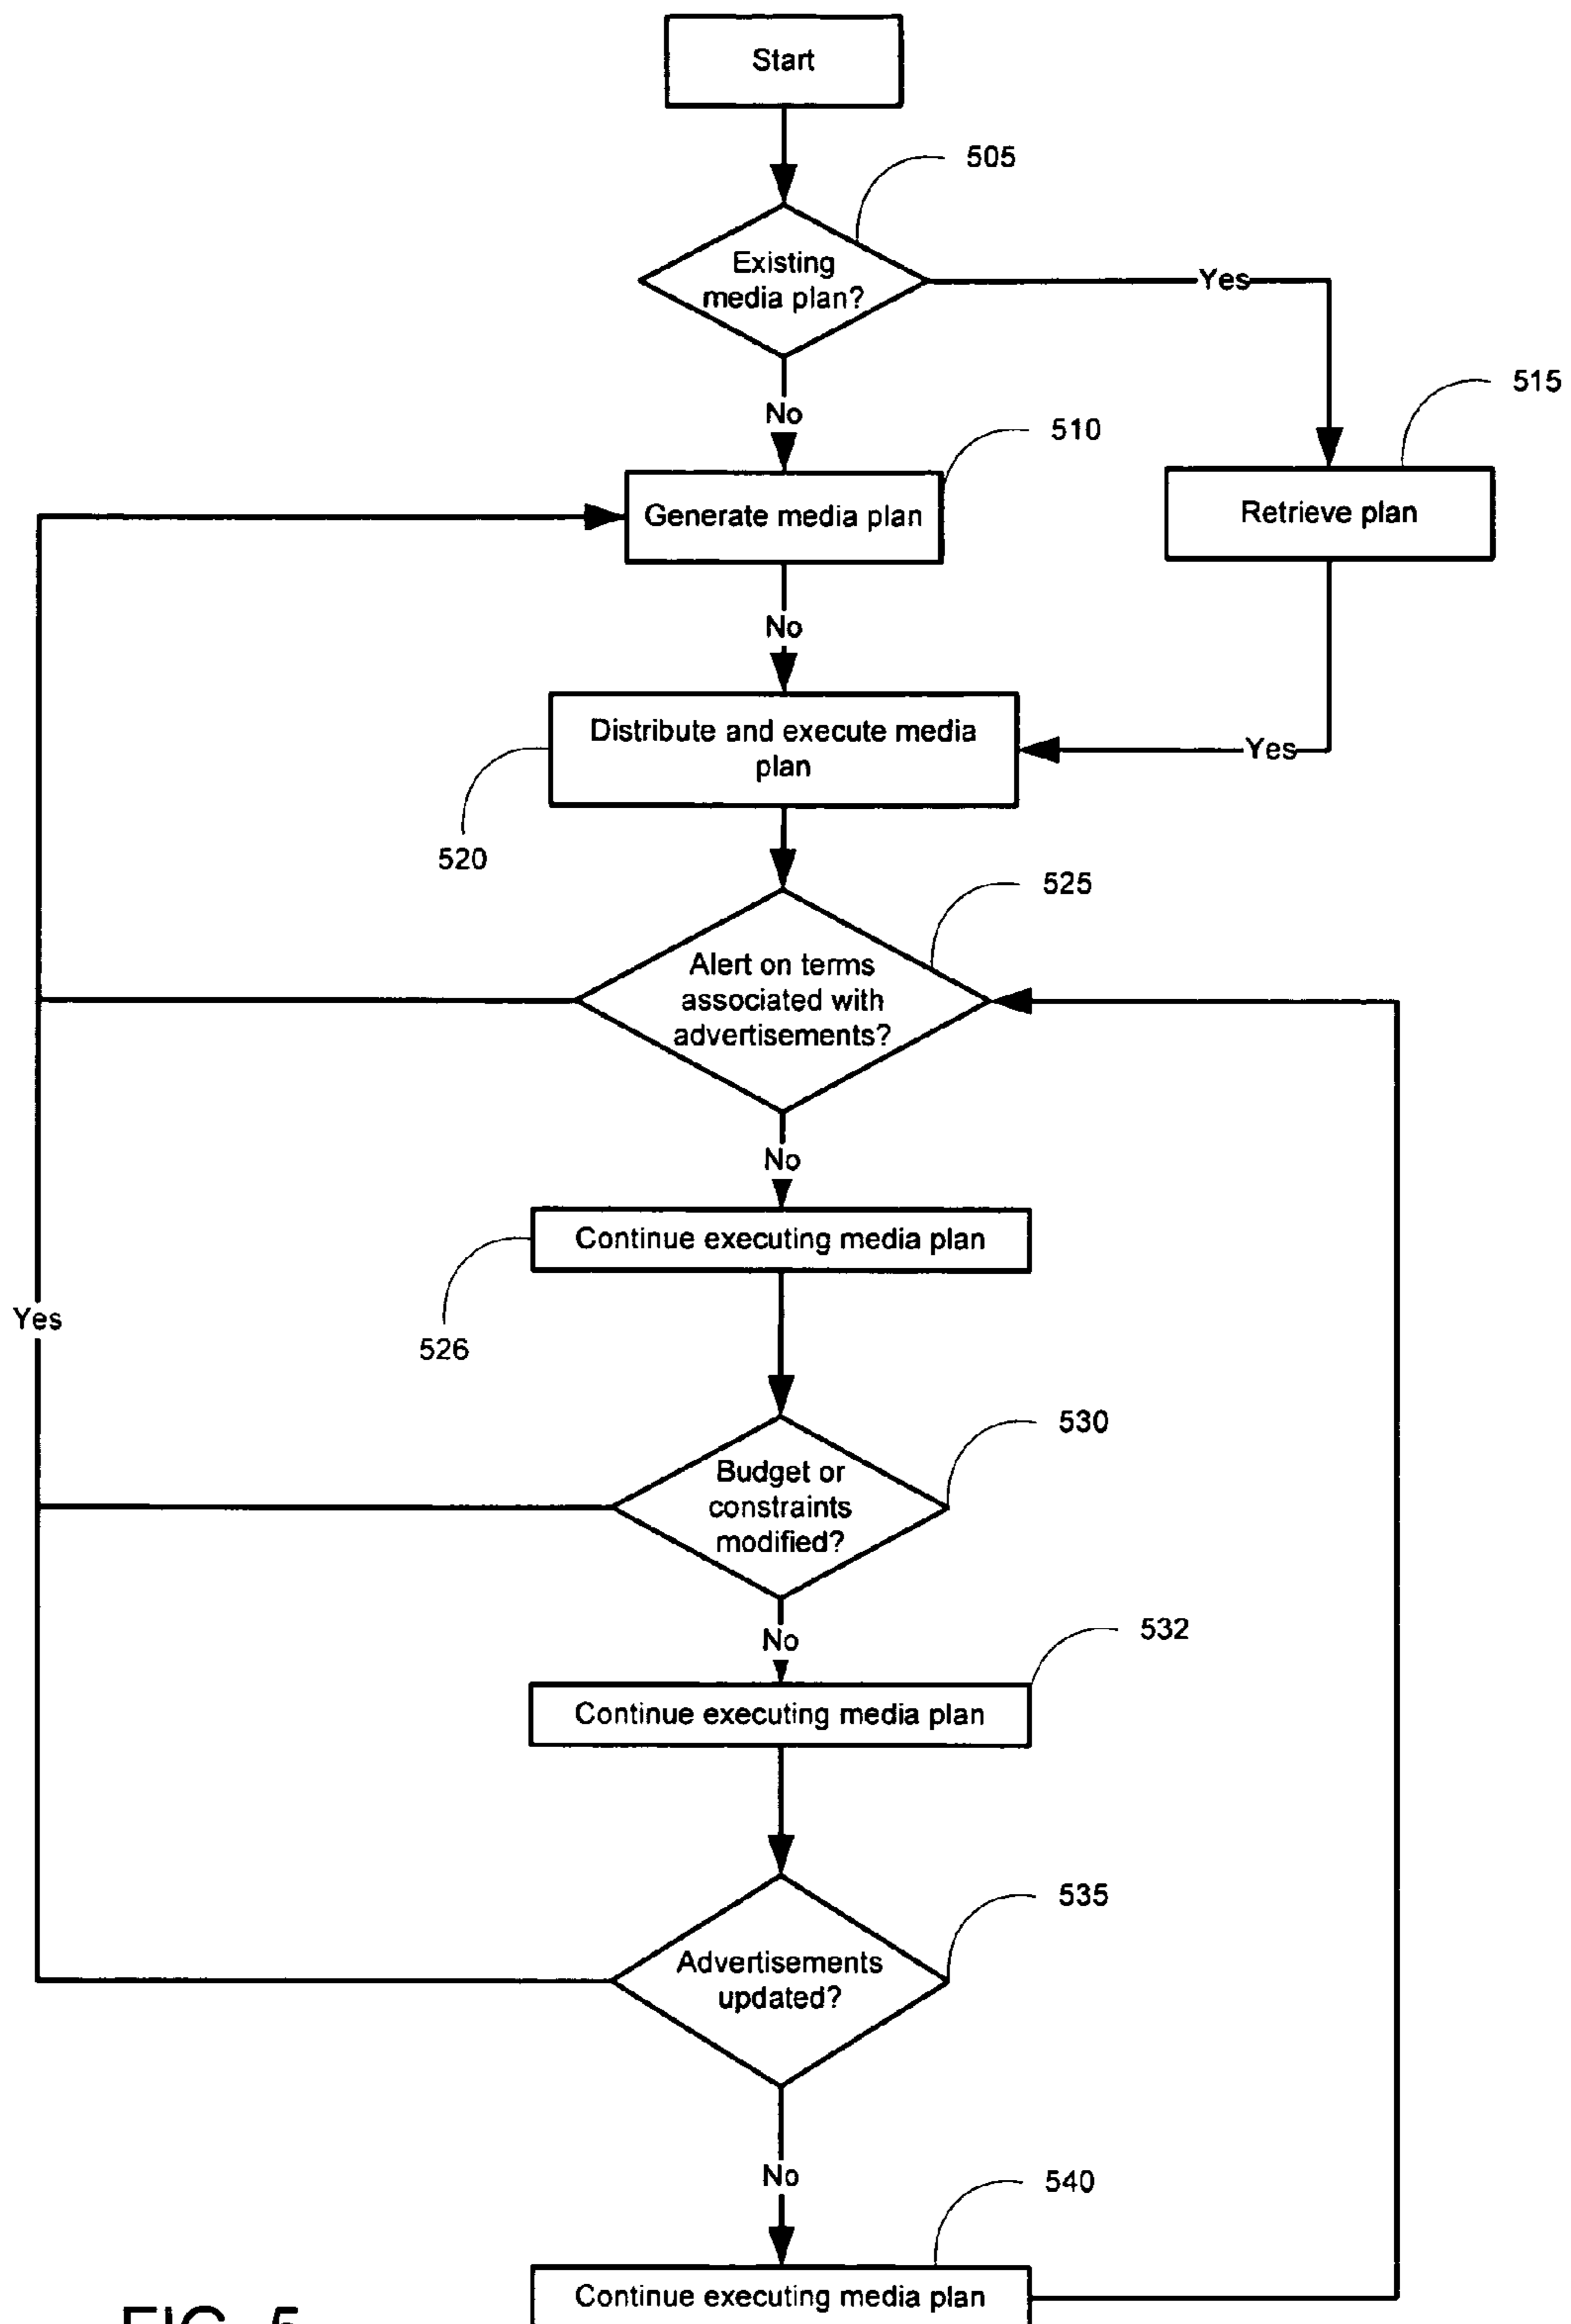 Start
505
Existing
media plan?
Yes
No
515
510
Generate media plan
Retrieve plan
No
Distribute and execute media
plan
Yes
520
525
Alert on terms
associated with
advertisements?
No
Continue executing media plan
Yes
526
530
Budget or
constraints
modified?
No
532
Continue executing media plan
535
Advertisements
updated?
No
540
Continue executing media plan
FIG. 5